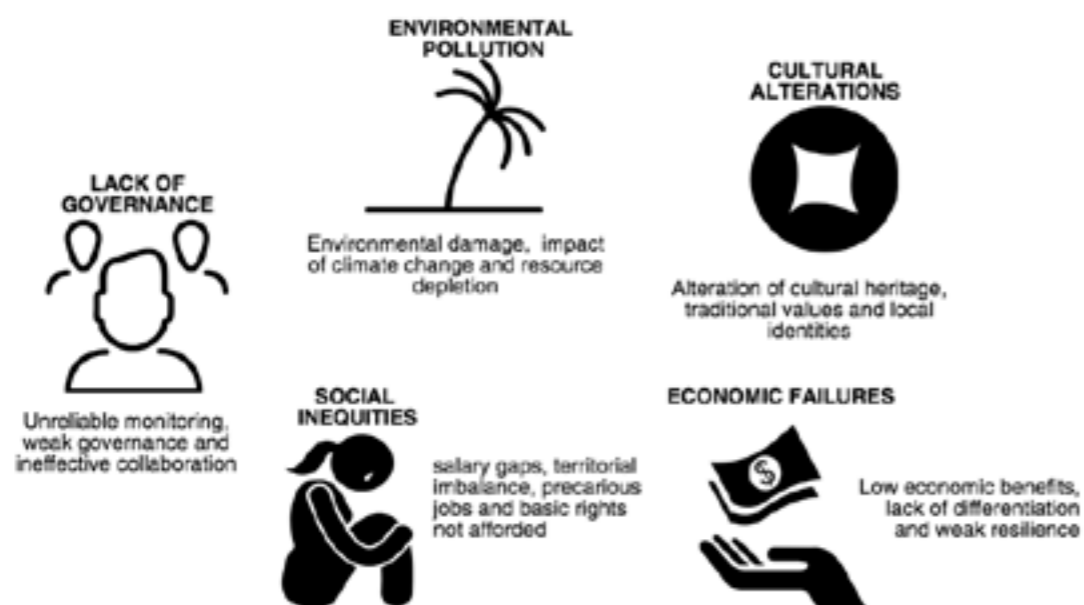 ENVIRONMENTAL
POLLUTION
Environmental damage, impact
of climate change and resource
depletion
CULTURAL
ALTERATIONS
Alteration of cultural heritage,
traditional values and local
identities
LACK OF
GOVERNANCE
Unreliable monitoring,
weak governance and
ineffective collaboration
SOCIAL
INEQUITIES
salary gaps, territorial
imbalance, precarious
jobs and basic rights
not afforded
ECONOMIC FAILURES
$
Low economic benefits,
lack of differentiation
and weak resilience